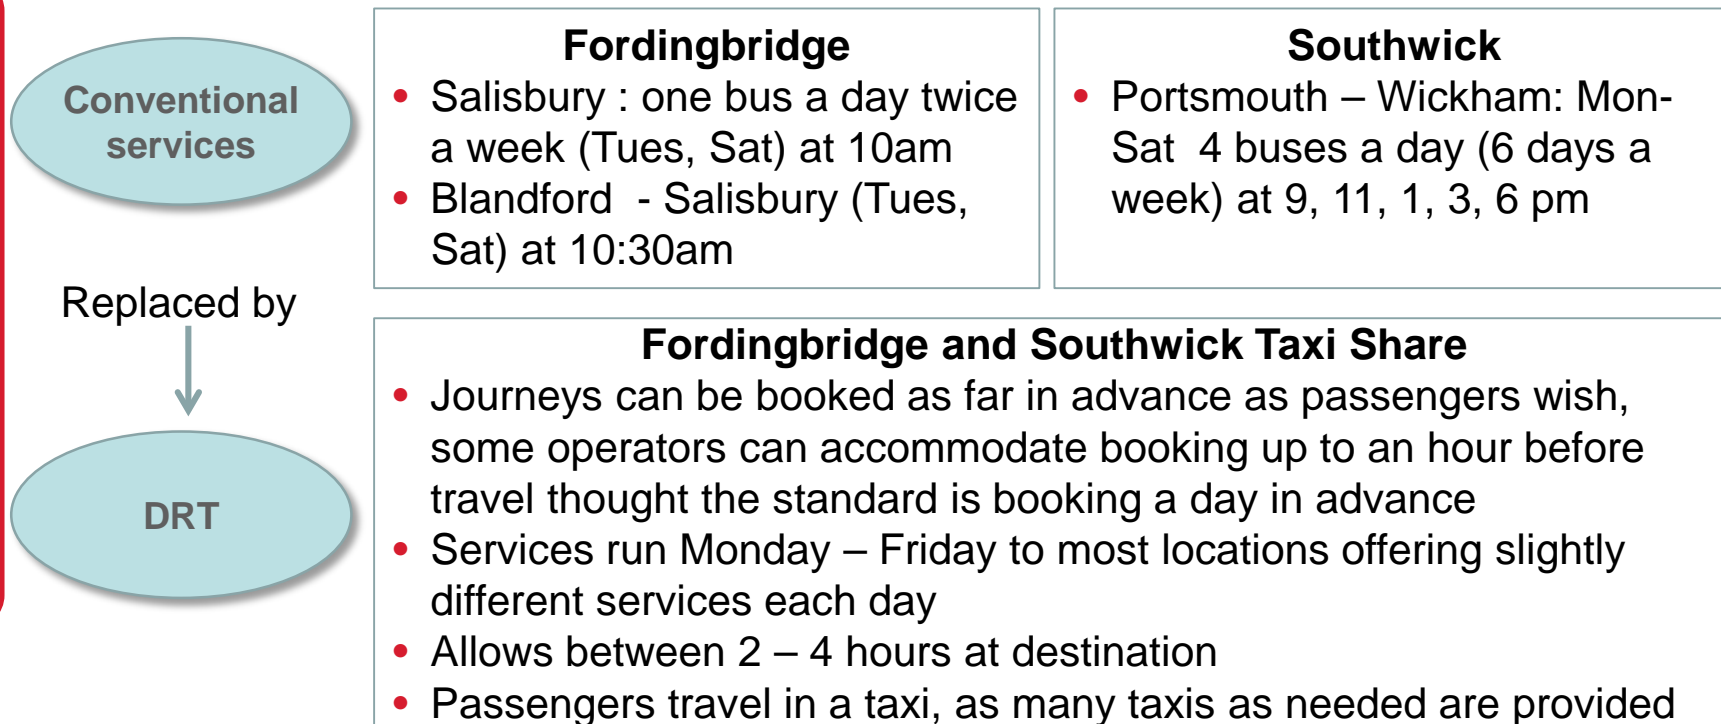 Conventional
services
Fordingbridge
• Salisbury : one bus a day twice
a week (Tues, Sat) at 10am
• Blandford - Salisbury (Tues,
Sat) at 10:30am
Southwick
• Portsmouth – Wickham: Mon-
Sat 4 buses a day (6 days a
week) at 9, 11, 1, 3, 6 pm
Replaced by
DRT
Fordingbridge and Southwick Taxi Share
• Journeys can be booked as far in advance as passengers wish,
some operators can accommodate booking up to an hour before
travel thought the standard is booking a day in advance
• Services run Monday – Friday to most locations offering slightly
different services each day
• Allows between 2 – 4 hours at destination
• Passengers travel in a taxi, as many taxis as needed are provided